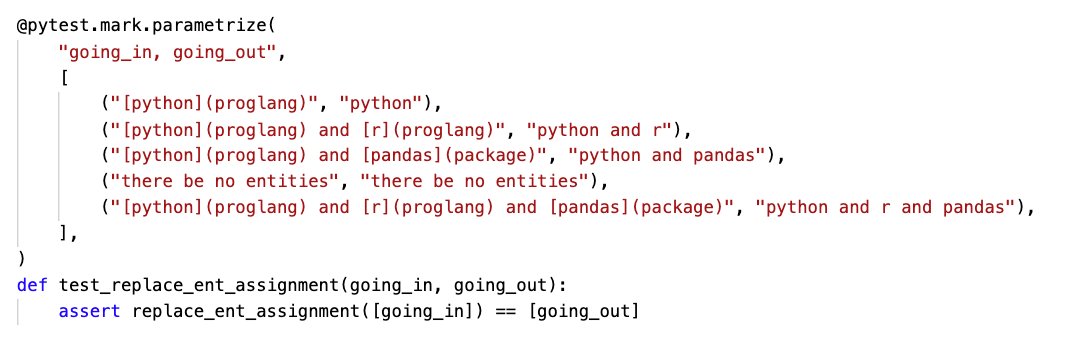 @pytest.mark.parametrize(
    "going_in, going_out",
    [
        ("[python](proglang)", "python"),
        ("[python](proglang) and [r](proglang)", "python and r"),
        ("[python](proglang) and [pandas](package)", "python and pandas"),
        ("there be no entities", "there be no entities"),
        ("[python](proglang) and [r](proglang) and [pandas](package)", "python and r and pandas"),
    ],
)
def test_replace_ent_assignment(going_in, going_out):
    assert replace_ent_assignment([going_in]) == [going_out]